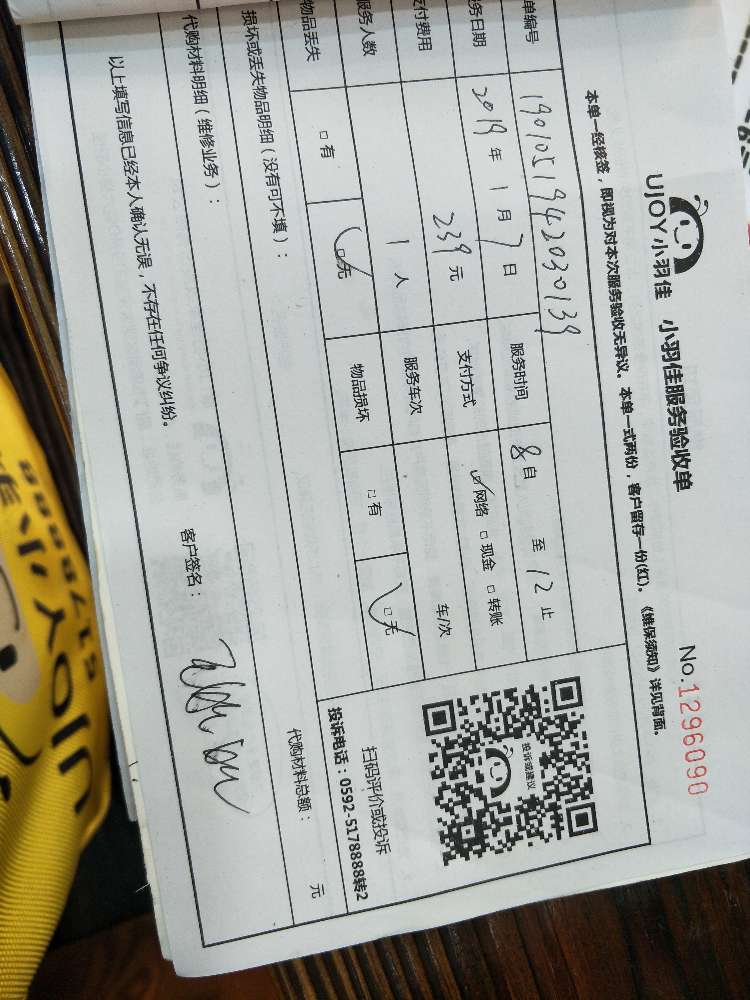 UJOY小羽佳 小羽佳服务验收单
No.1296090
本单一经核签，即视为对本次服务验收无异议。本单一式两份，客户留存一份(红)。《维保须知》详见背面。
单编号 1901051942030139
务日期 2019年1月7日 服务时间 8自 至12止
支付费用 239元 支付方式 网络 现金 转账
服务人数 1人 服务车次 车/次
物品丢失 有 无 物品损坏 有 无
投诉或建议
扫码评价或投诉
投诉电话：0592-5178888转2
损坏或丢失物品明细（没有可不填）：
代购材料明细（维修业务）：
代购材料总额： 元
以上填写信息已经本人确认无误，不存在任何争议纠纷。
客户签名：
5178888
UJOY